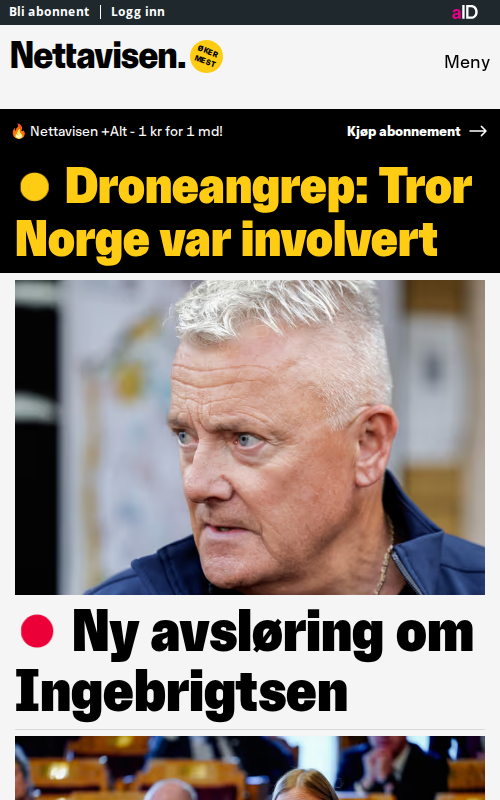 Bli abonnent
Logg inn
aID
Nettavisen.
ØKER
MEST
Meny
🔥 Nettavisen +Alt - 1 kr for 1 md!
Kjøp abonnement →
Droneangrep: Tror
Norge var involvert
Ny avsløring om
Ingebrigtsen